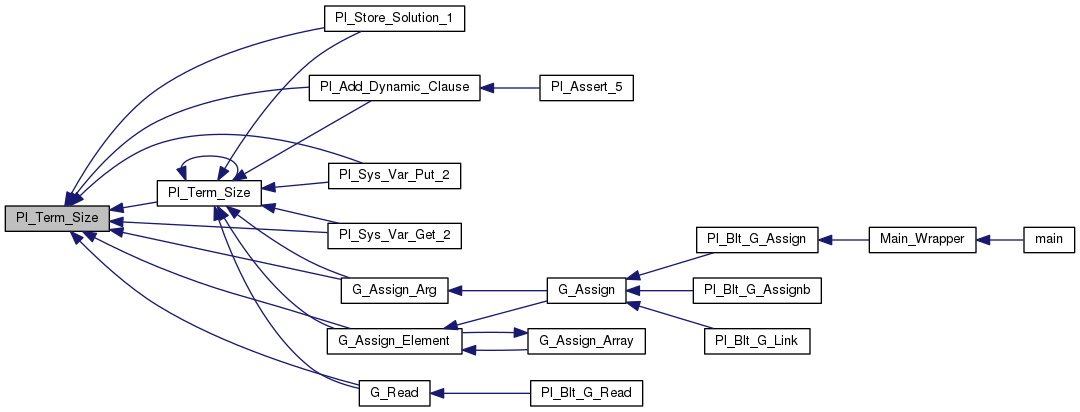 Pl_Store_Solution_1
Pl_Add_Dynamic_Clause
Pl_Assert_5
Pl_Sys_Var_Put_2
Pl_Term_Size
Pl_Term_Size
Pl_Sys_Var_Get_2
Pl_Blt_G_Assign
Main_Wrapper
main
G_Assign_Arg
G_Assign
Pl_Blt_G_Assignb
G_Assign_Element
G_Assign_Array
Pl_Blt_G_Link
G_Read
Pl_Blt_G_Read